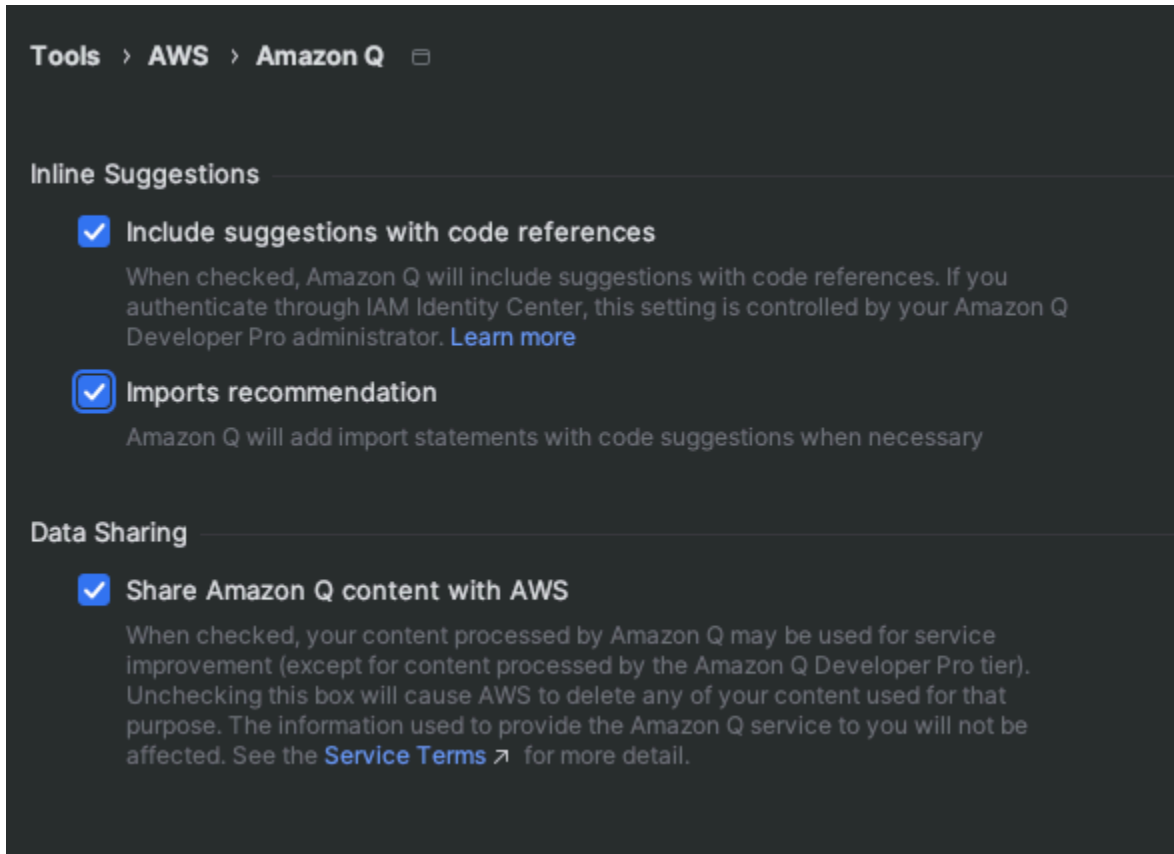 Tools › AWS › Amazon Q
Inline Suggestions
Include suggestions with code references
When checked, Amazon Q will include suggestions with code references. If you
authenticate through IAM Identity Center, this setting is controlled by your Amazon Q
Developer Pro administrator. Learn more
Imports recommendation
Amazon Q will add import statements with code suggestions when necessary
Data Sharing
Share Amazon Q content with AWS
When checked, your content processed by Amazon Q may be used for service
improvement (except for content processed by the Amazon Q Developer Pro tier).
Unchecking this box will cause AWS to delete any of your content used for that
purpose. The information used to provide the Amazon Q service to you will not be
affected. See the Service Terms ↗ for more detail.